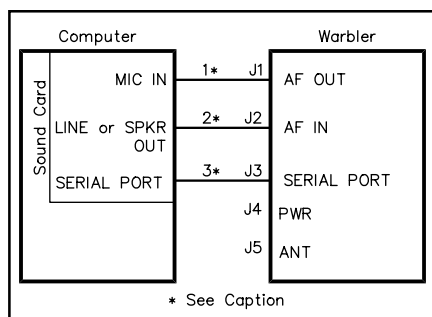 Computer
Warbler
Sound Card
MIC IN
1*
J1
AF OUT
LINE or SPKR
OUT
2*
J2
AF IN
SERIAL PORT
3*
J3
SERIAL PORT
J4
PWR
J5
ANT
* See Caption